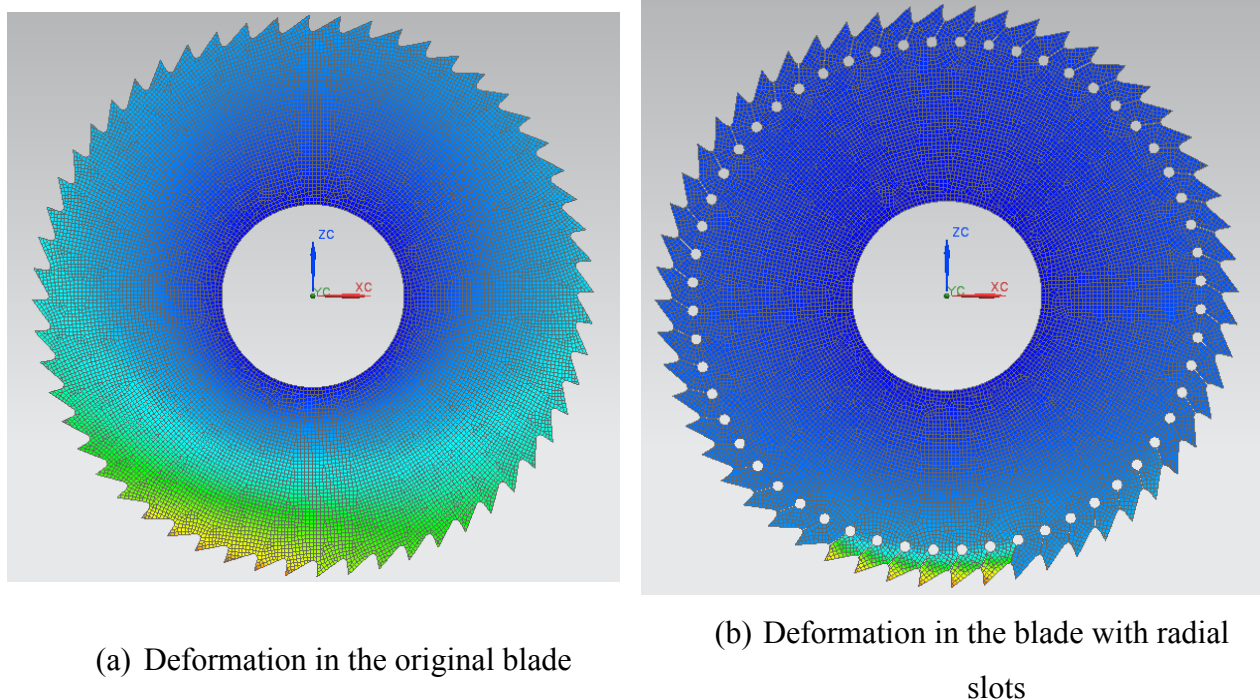 ZC
XC
YC
ZC
XC
YC
(a) Deformation in the original blade
(b) Deformation in the blade with radial
slots